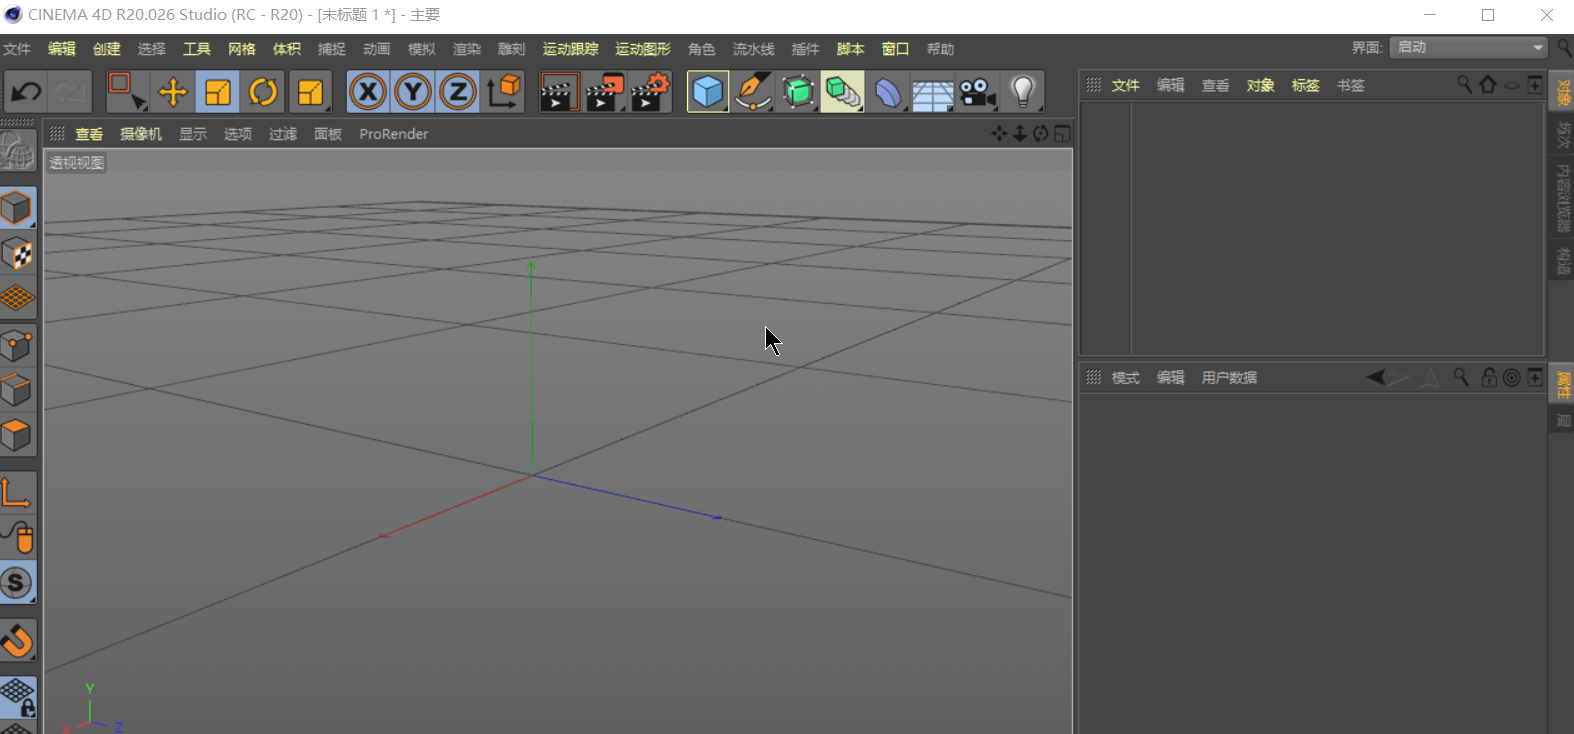 CINEMA 4D R20.026 Studio (RC - R20) - [未标题 1 *] - 主要
文件 编辑 创建 选择 工具 网格 体积 捕捉 动画 模拟 渲染 雕刻 运动跟踪 运动图形 角色 流水线 插件 脚本 窗口 帮助 界面: 启动
X Y Z
文件 编辑 查看 对象 标签 书签
对象
场次
内容浏览器
构造
查看 摄像机 显示 选项 过滤 面板 ProRender
透视视图
模式 编辑 用户数据
属性
层
S
Y
X Z